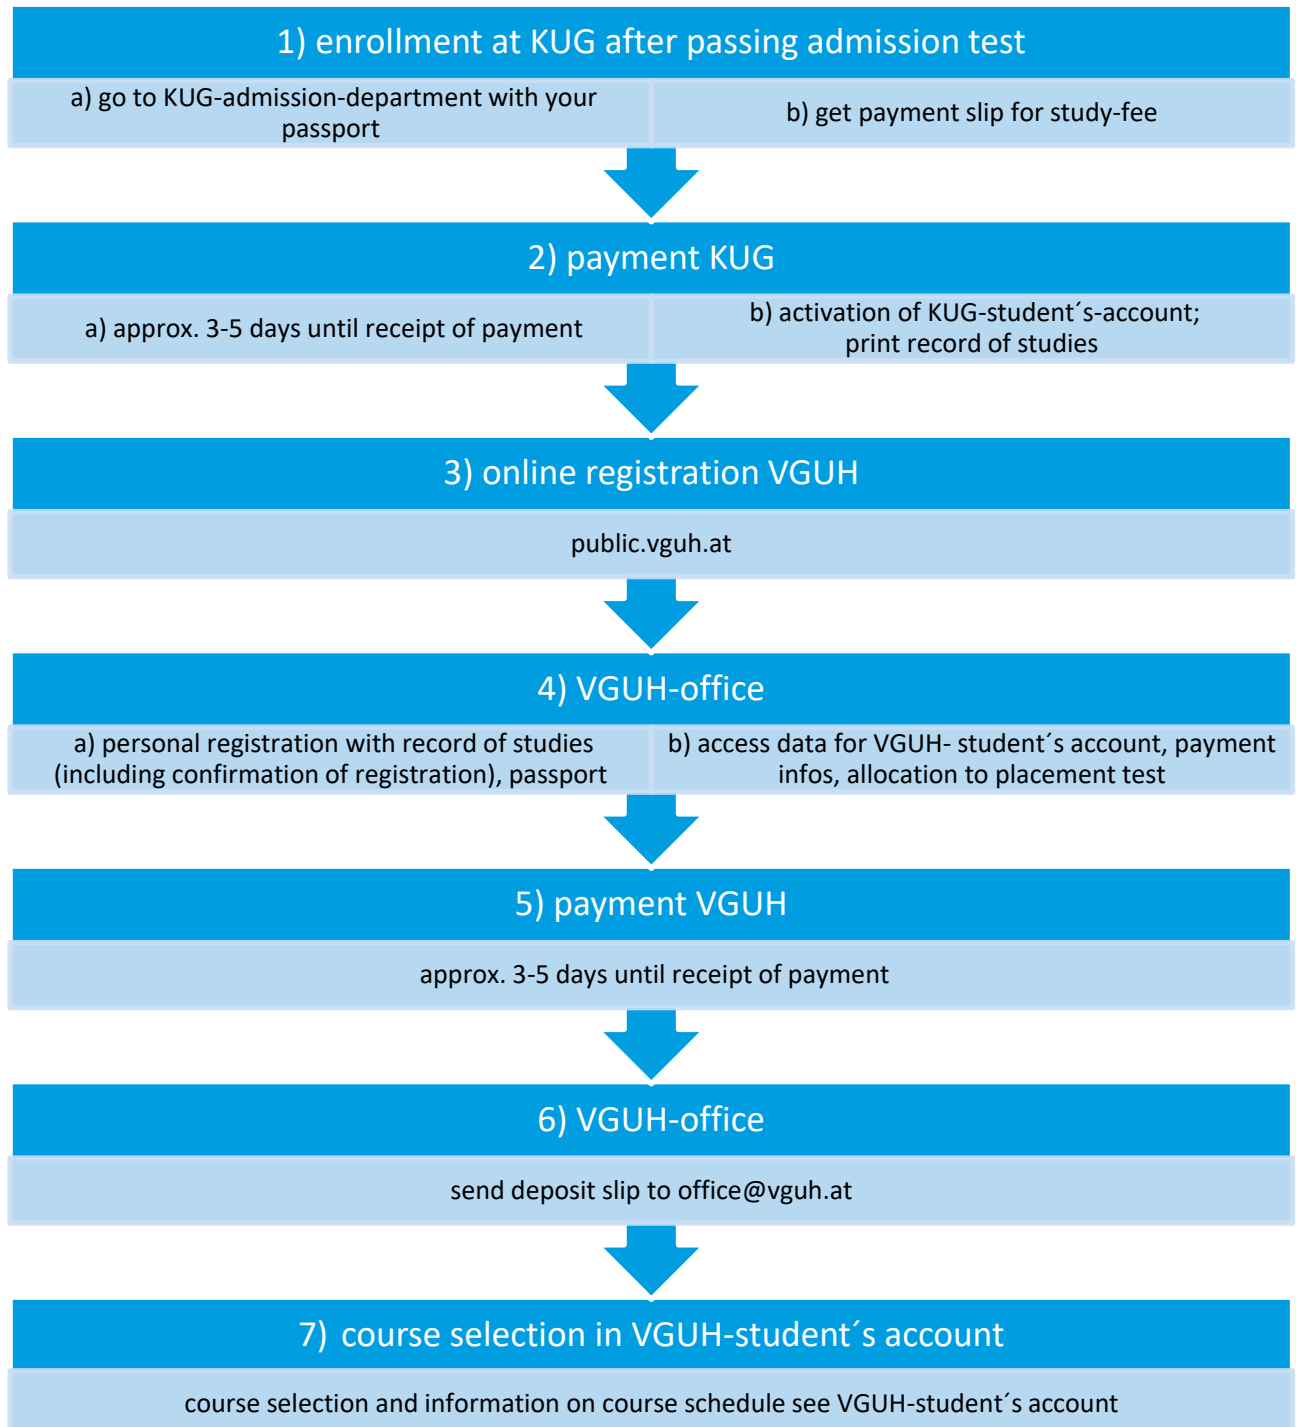 1) enrollment at KUG after passing admission test
a) go to KUG-admission-department with your
passport
b) get payment slip for study-fee
2) payment KUG
a) approx. 3-5 days until receipt of payment
b) activation of KUG-student´s-account;
print record of studies
3) online registration VGUH
public.vguh.at
4) VGUH-office
a) personal registration with record of studies
(including confirmation of registration), passport
b) access data for VGUH- student´s account, payment
infos, allocation to placement test
5) payment VGUH
approx. 3-5 days until receipt of payment
6) VGUH-office
send deposit slip to office@vguh.at
7) course selection in VGUH-student´s account
course selection and information on course schedule see VGUH-student´s account